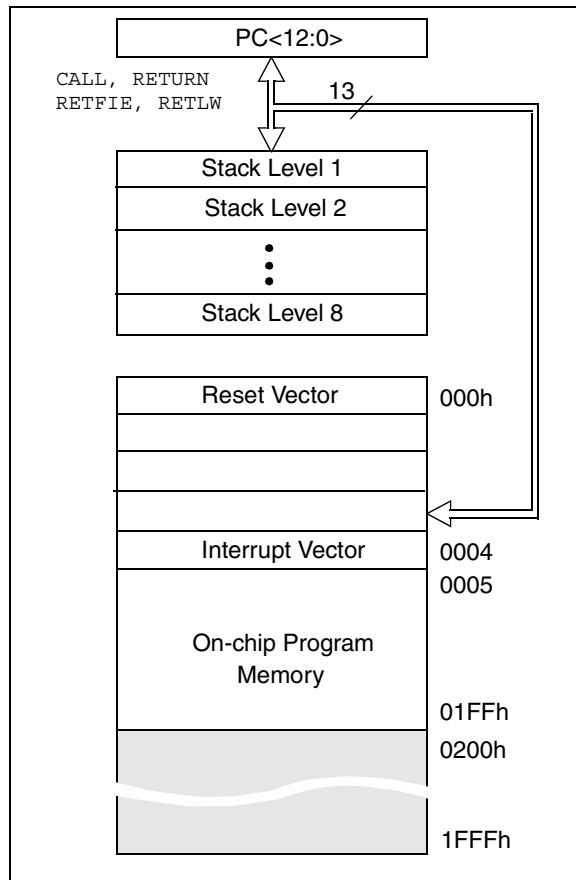 PC<12:0>
CALL, RETURN
RETFIE, RETLW
13
Stack Level 1
Stack Level 2
Stack Level 8
Reset Vector
000h
Interrupt Vector
0004
0005
On-chip Program
Memory
01FFh
0200h
1FFFh